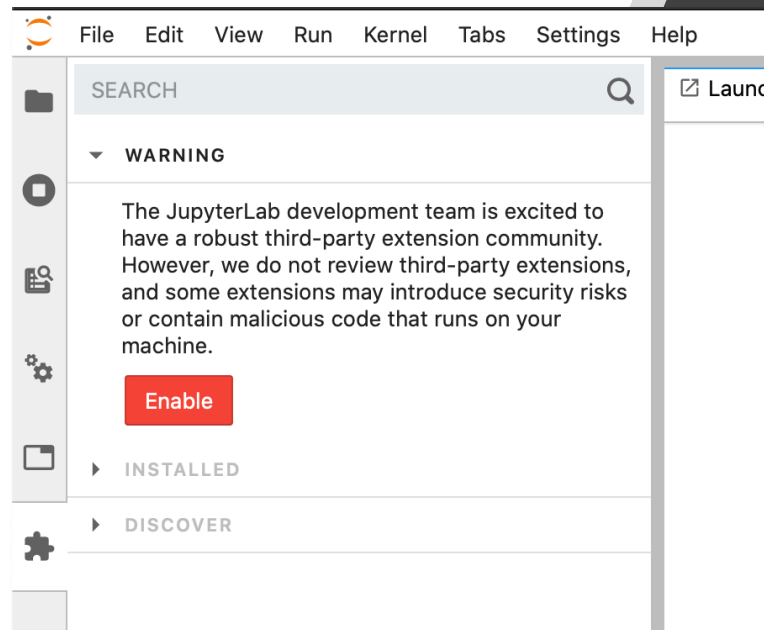 File Edit View Run Kernel Tabs Settings Help
SEARCH
WARNING
The JupyterLab development team is excited to
have a robust third-party extension community.
However, we do not review third-party extensions,
and some extensions may introduce security risks
or contain malicious code that runs on your
machine.
Enable
INSTALLED
DISCOVER